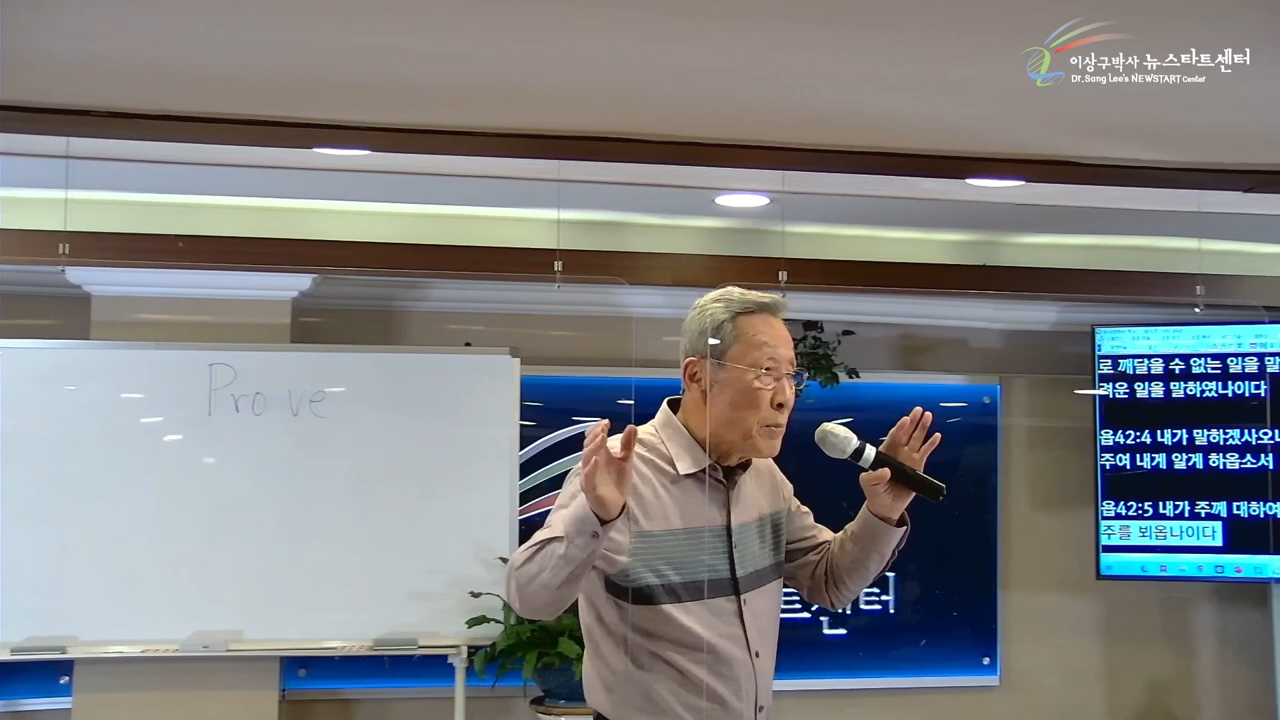 이상구박사 뉴스타트센터
Dr. Sang Lee's NEWSTART Center
Prove
로 깨달을 수 없는 일을 말
려운 일을 말하였나이다
욥42:4 내가 말하겠사오니
주여 내게 알게 하옵소서
욥42:5 내가 주께 대하여
주를 뵈옵나이다
트센터